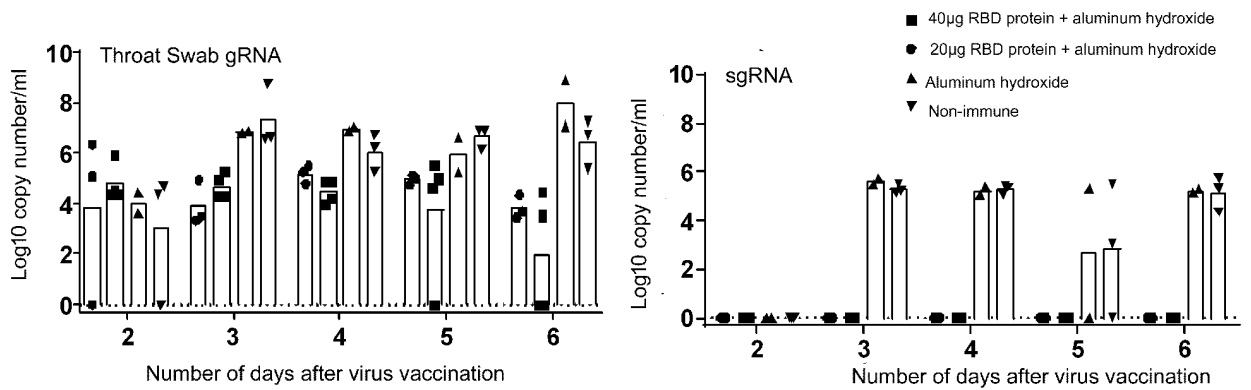 Throat Swab gRNA
Log10 copy number/ml
10
8
6
4
2
0
2 3 4 5 6
Number of days after virus vaccination
sgRNA
Log10 copy number/ml
10
8
6
4
2
0
2 3 4 5 6
Number of days after virus vaccination
40µg RBD protein + aluminum hydroxide
20µg RBD protein + aluminum hydroxide
Aluminum hydroxide
Non-immune